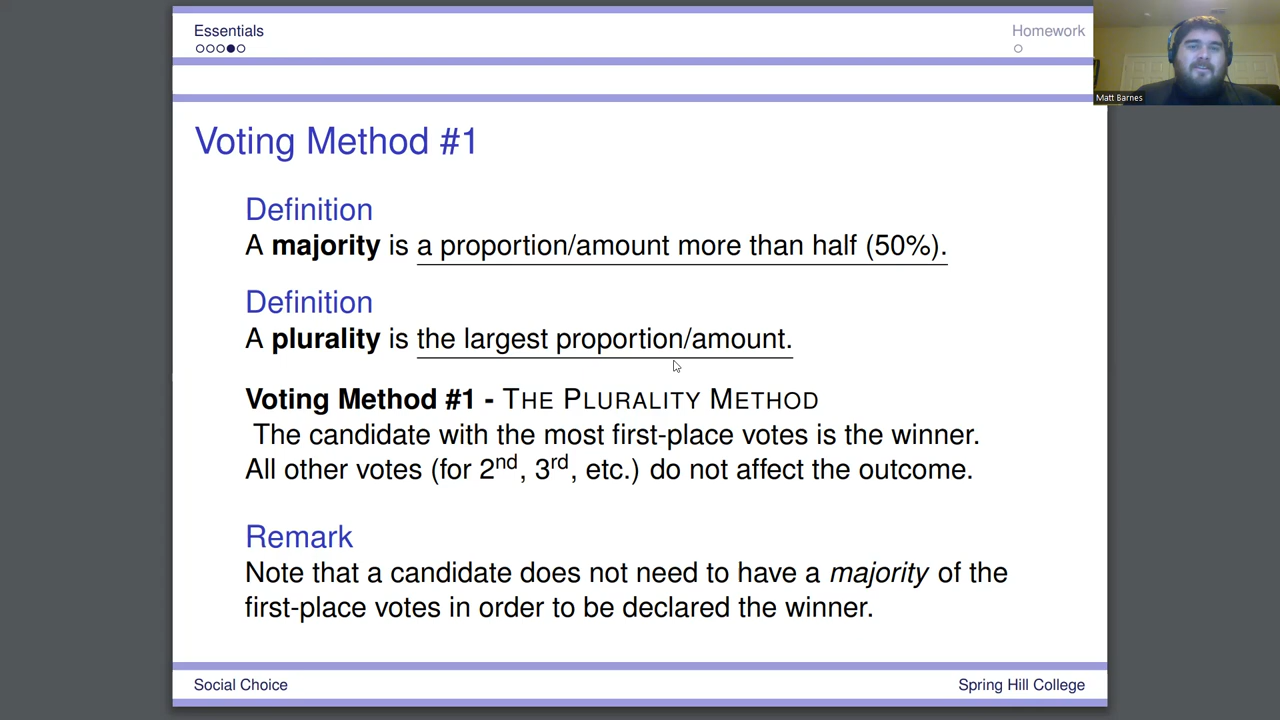 Essentials
Homework
Matt Barnes
Voting Method #1
Definition
A majority is a proportion/amount more than half (50%).
Definition
A plurality is the largest proportion/amount.
Voting Method #1 - THE PLURALITY METHOD
The candidate with the most first-place votes is the winner.
All other votes (for 2nd, 3rd, etc.) do not affect the outcome.
Remark
Note that a candidate does not need to have a majority of the
first-place votes in order to be declared the winner.
Social Choice
Spring Hill College